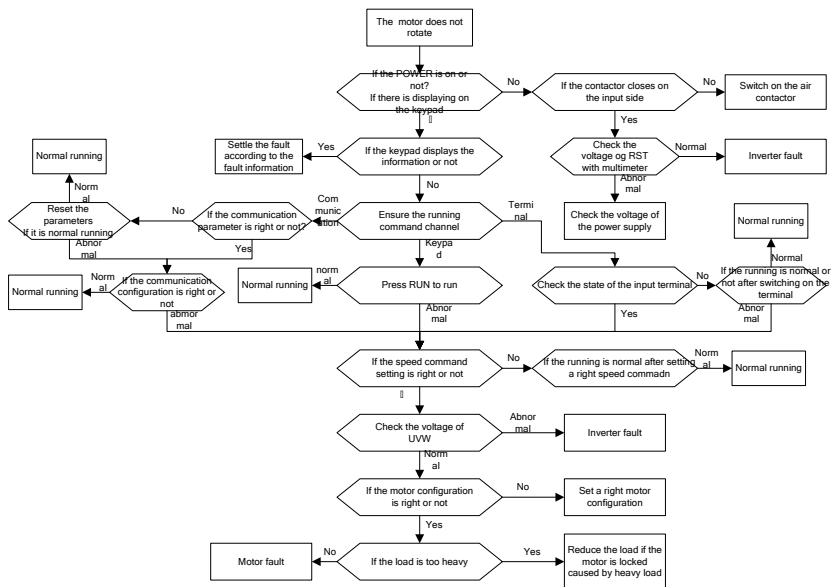 The motor does not
rotate
If the POWER is on or
not?
If there is displaying on
the keypad
No
If the contactor closes on
the input side
No
Switch on the air
contactor
Yes
Settle the fault
according to the
fault information
Yes
If the keypad displays the
information or not
Check the
voltage og RST
with multimeter
Normal
Inverter fault
Abnor
mal
Check the voltage of
the power supply
Normal running
Norm
al
Reset the
parameters
If it is normal running
No
If the communication
parameter is right or not?
Com
munic
ation
No
Ensure the running
command channel
Termi
nal
Normal running
Abnor
mal
Yes
Keypa
d
Normal
Normal running
Norm
al
If the communication
configuration is right or
not
Normal running
norm
al
Press RUN to run
Check the state of the input terminal
No
If the running is normal or
not after switching on the
terminal
abmor
mal
Abnor
mal
Yes
Abnor
mal
If the speed command
setting is right or not
No
If the running is normal after setting
a right speed commadn
Norm
al
Normal running
Check the voltage of
UVW
Abnor
mal
Inverter fault
Norm
al
If the motor configuration
is right or not
No
Set a right motor
configuration
Yes
Motor fault
No
If the load is too heavy
Yes
Reduce the load if the
motor is locked
caused by heavy load